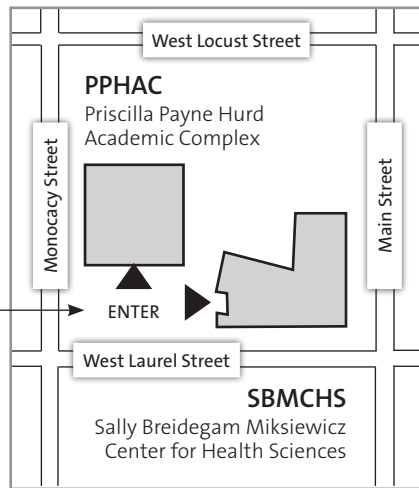 West Locust Street
PPHAC
Priscilla Payne Hurd
Academic Complex
Monocacy Street
Main Street
ENTER
West Laurel Street
SBMCHS
Sally Breidegam Miksiewicz
Center for Health Sciences